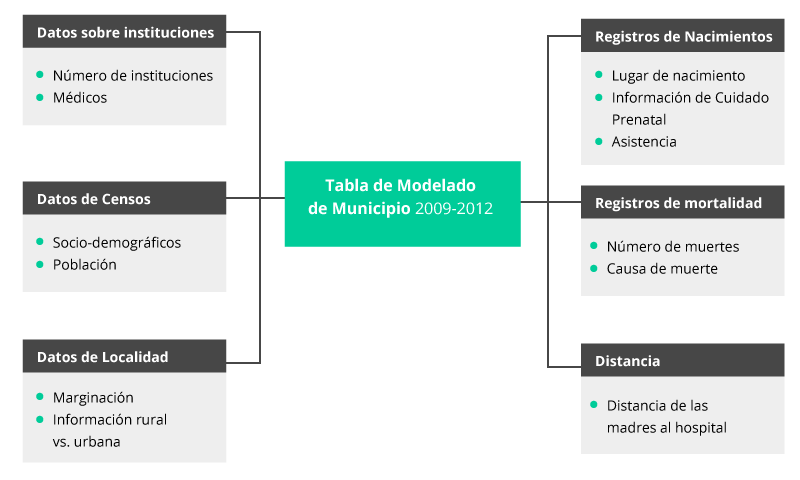 Datos sobre instituciones
Número de instituciones
Médicos
Datos de Censos
Socio-demográficos
Población
Datos de Localidad
Marginación
Información rural
vs. urbana
Tabla de Modelado
de Municipio 2009-2012
Registros de Nacimientos
Lugar de nacimiento
Información de Cuidado
Prenatal
Asistencia
Registros de mortalidad
Número de muertes
Causa de muerte
Distancia
Distancia de las
madres al hospital